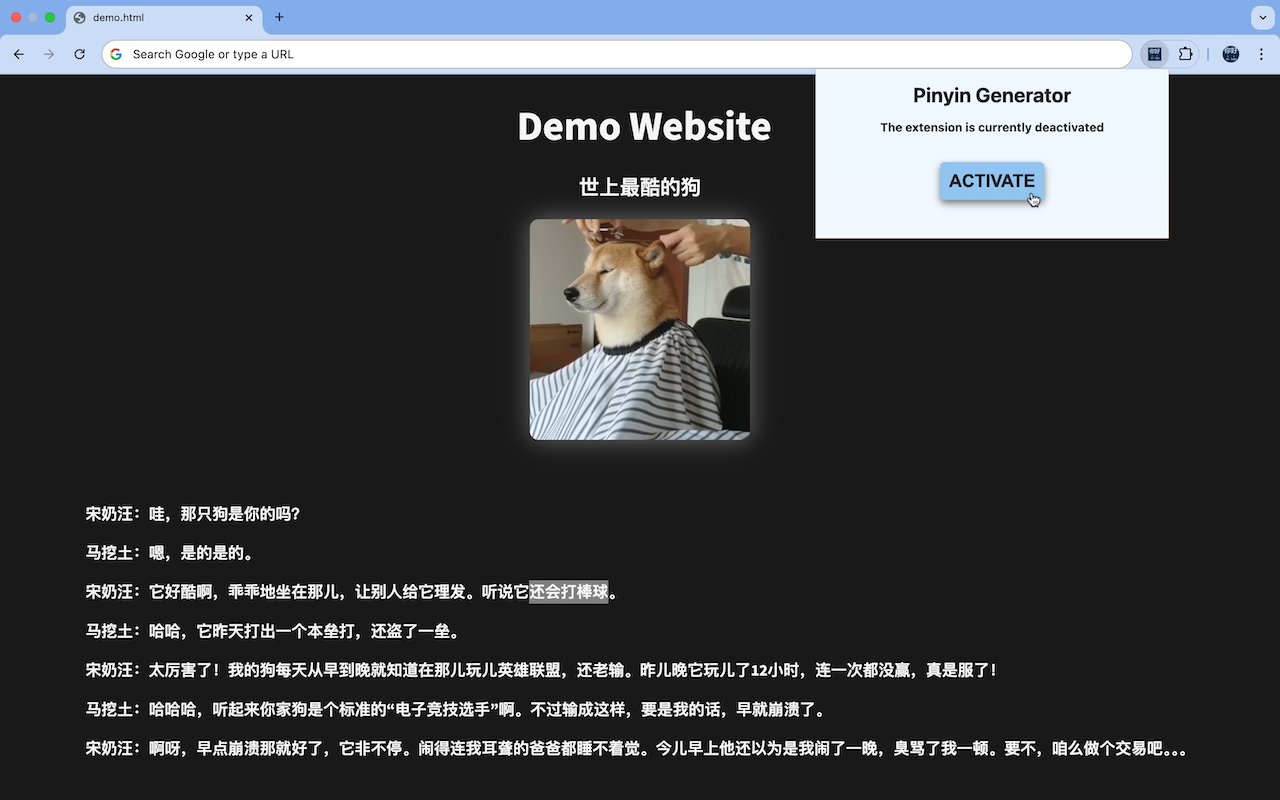 demo.html
Search Google or type a URL
Pinyin Generator
The extension is currently deactivated
ACTIVATE
Demo Website
世上最酷的狗
宋奶汪：哇，那只狗是你的吗？
马挖土：嗯，是的是的。
宋奶汪：它好酷啊，乖乖地坐在那儿，让别人给它理发。听说它还会打棒球。
马挖土：哈哈，它昨天打出一个本垒打，还盗了一垒。
宋奶汪：太厉害了！我的狗每天从早到晚就知道在那儿玩儿英雄联盟，还老输。昨儿晚它玩儿了12小时，连一次都没赢，真是服了！
马挖土：哈哈哈，听起来你家狗是个标准的“电子竞技选手”啊。不过输成这样，要是我的话，早就崩溃了。
宋奶汪：啊呀，早点崩溃那就好了，它非不停。闹得连我耳聋的爸爸都睡不着觉。今儿早上他还以为是我闹了一晚，臭骂了我一顿。要不，咱么做个交易吧。。。